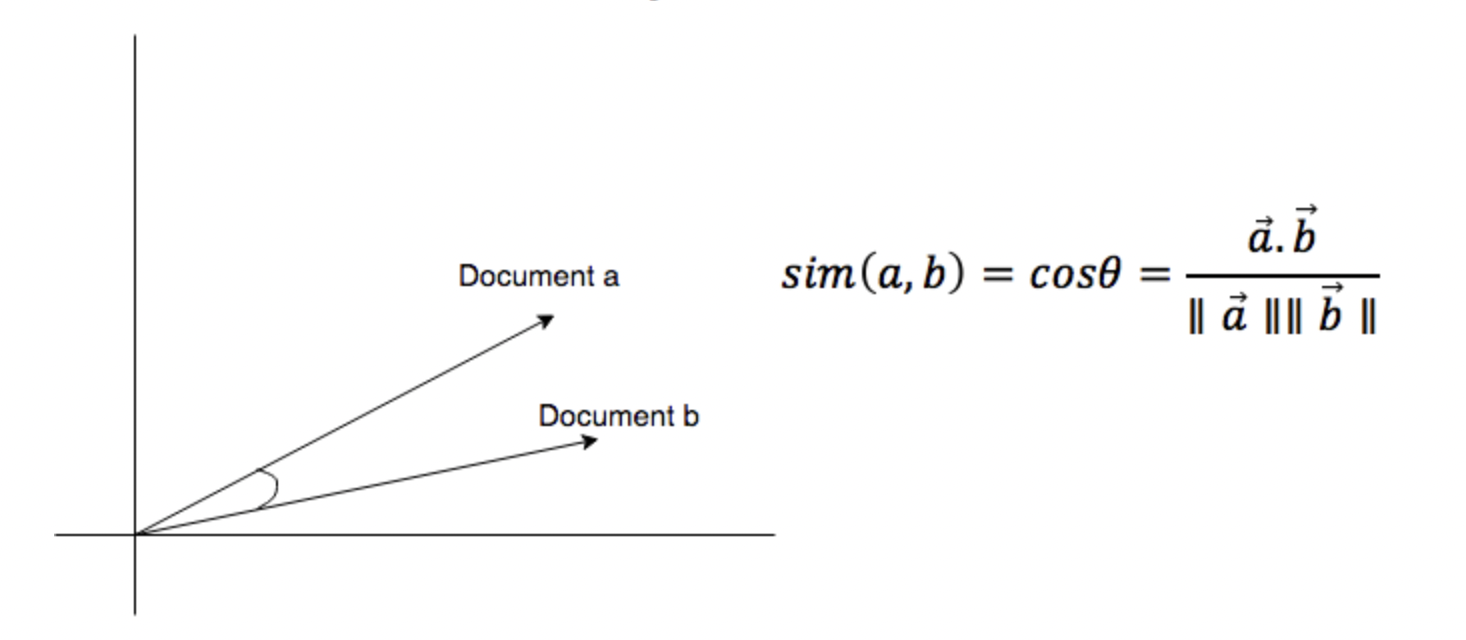 Document a
Document b
sim(a, b) = cosθ = a⃗. b⃗ / ‖ a⃗ ‖‖ b⃗ ‖